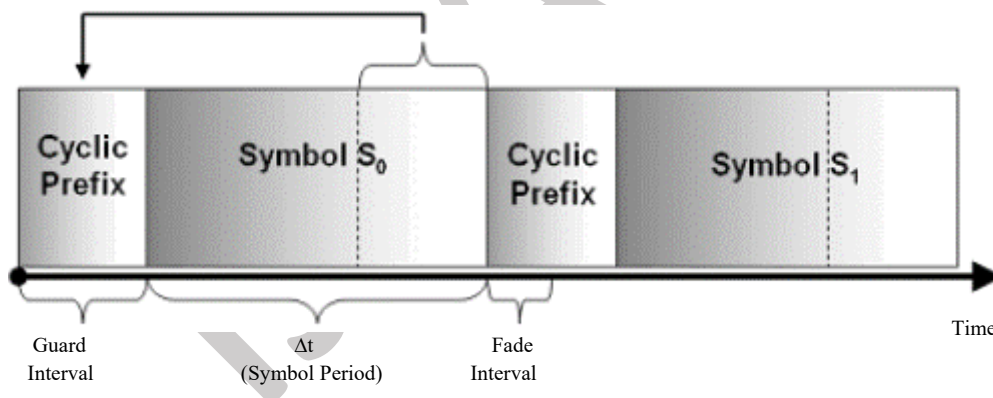 Cyclic
Prefix
Symbol S₀
Cyclic
Prefix
Symbol S₁
Time
Guard
Interval
Δt
(Symbol Period)
Fade
Interval